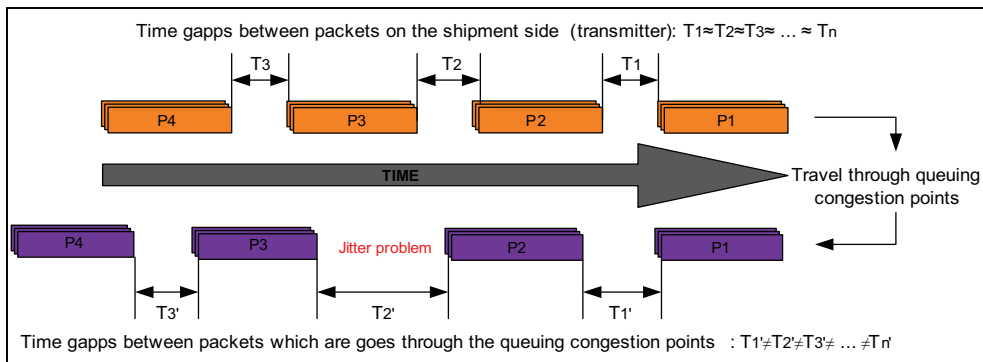 Time gapps between packets on the shipment side (transmitter): T1≈T2≈T3≈ ... ≈ Tn
T3 T2 T1
P4 P3 P2 P1
TIME
Travel through queuing
congestion points
P4 P3 Jitter problem P2 P1
T3' T2' T1'
Time gaps between packets which are goes through the queuing congestion points : T1'≠T2'≠T3'≠ ... ≠Tn'